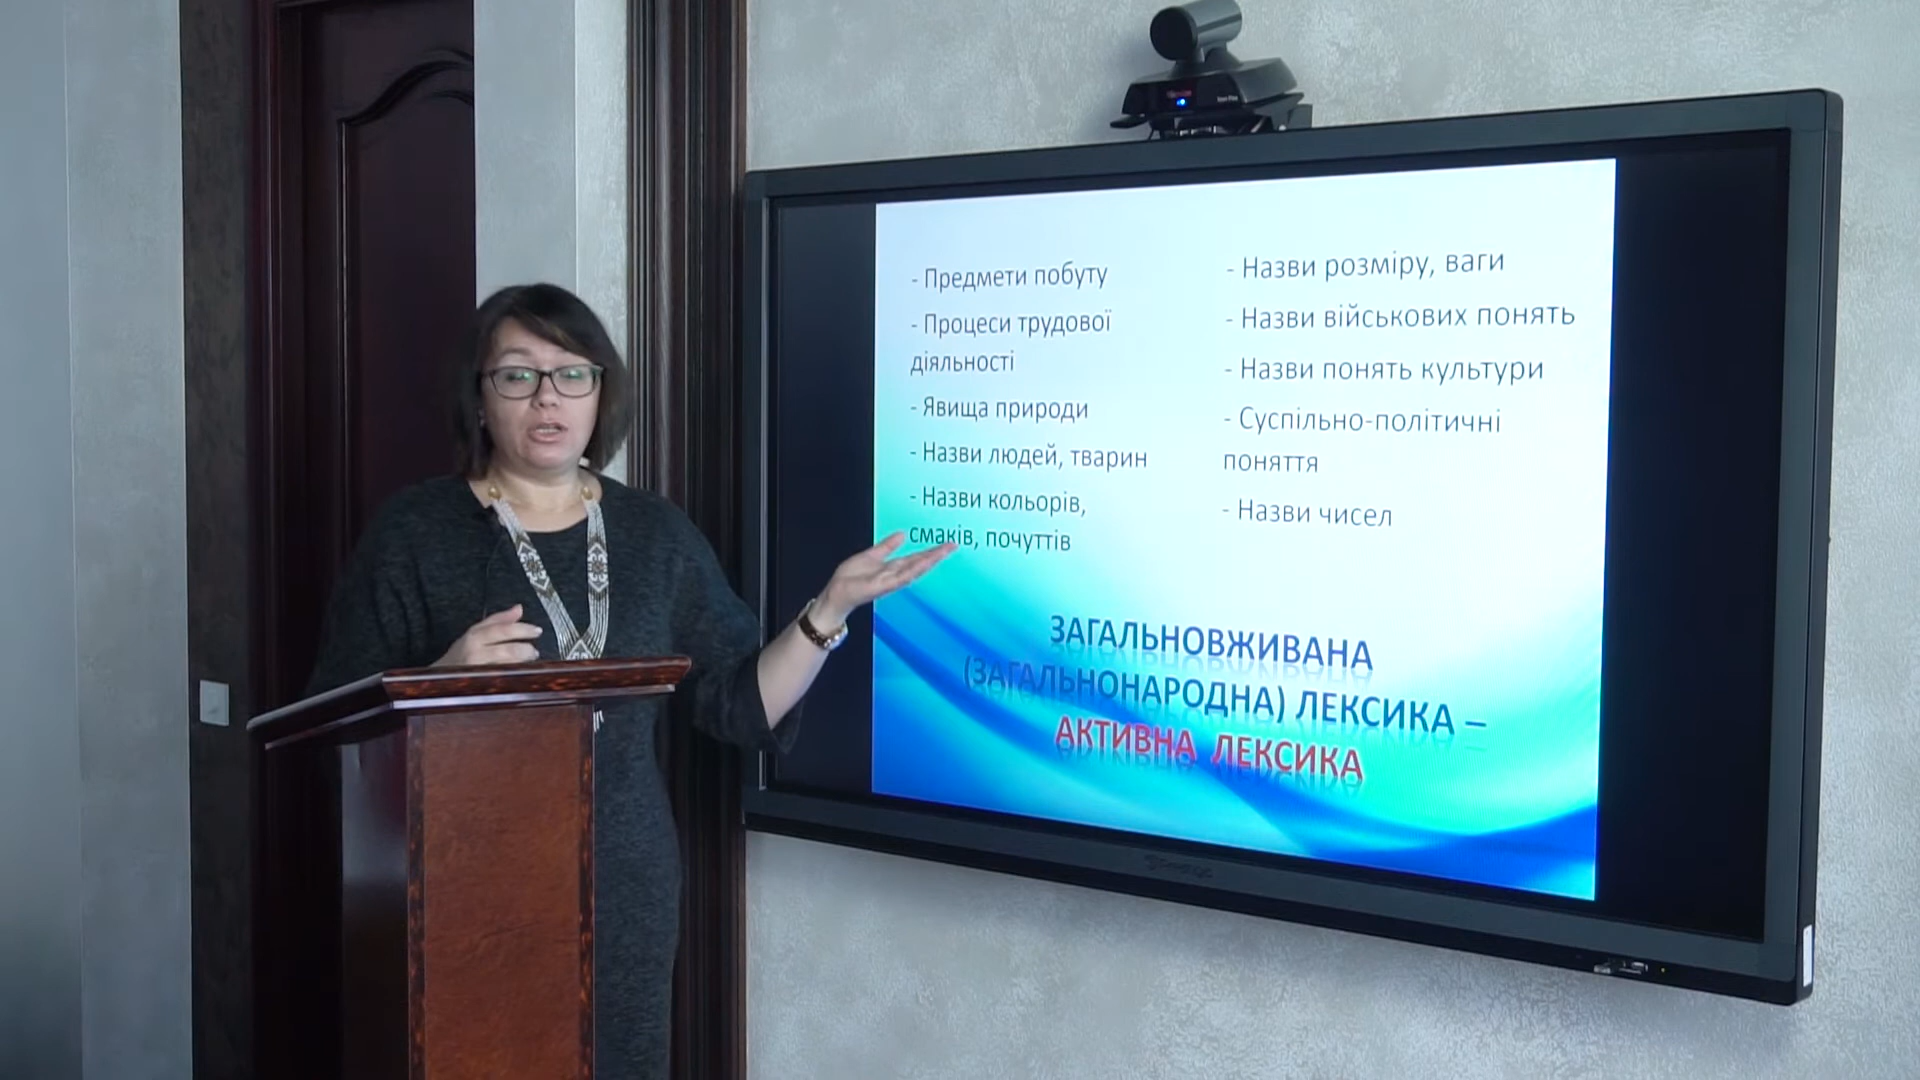 - Предмети побуту
- Процеси трудової
діяльності
- Явища природи
- Назви людей, тварин
- Назви кольорів,
смаків, почуттів
- Назви розміру, ваги
- Назви військових понять
- Назви понять культури
- Суспільно-політичні
поняття
- Назви чисел
ЗАГАЛЬНОВЖИВАНА
(ЗАГАЛЬНОНАРОДНА) ЛЕКСИКА –
АКТИВНА ЛЕКСИКА